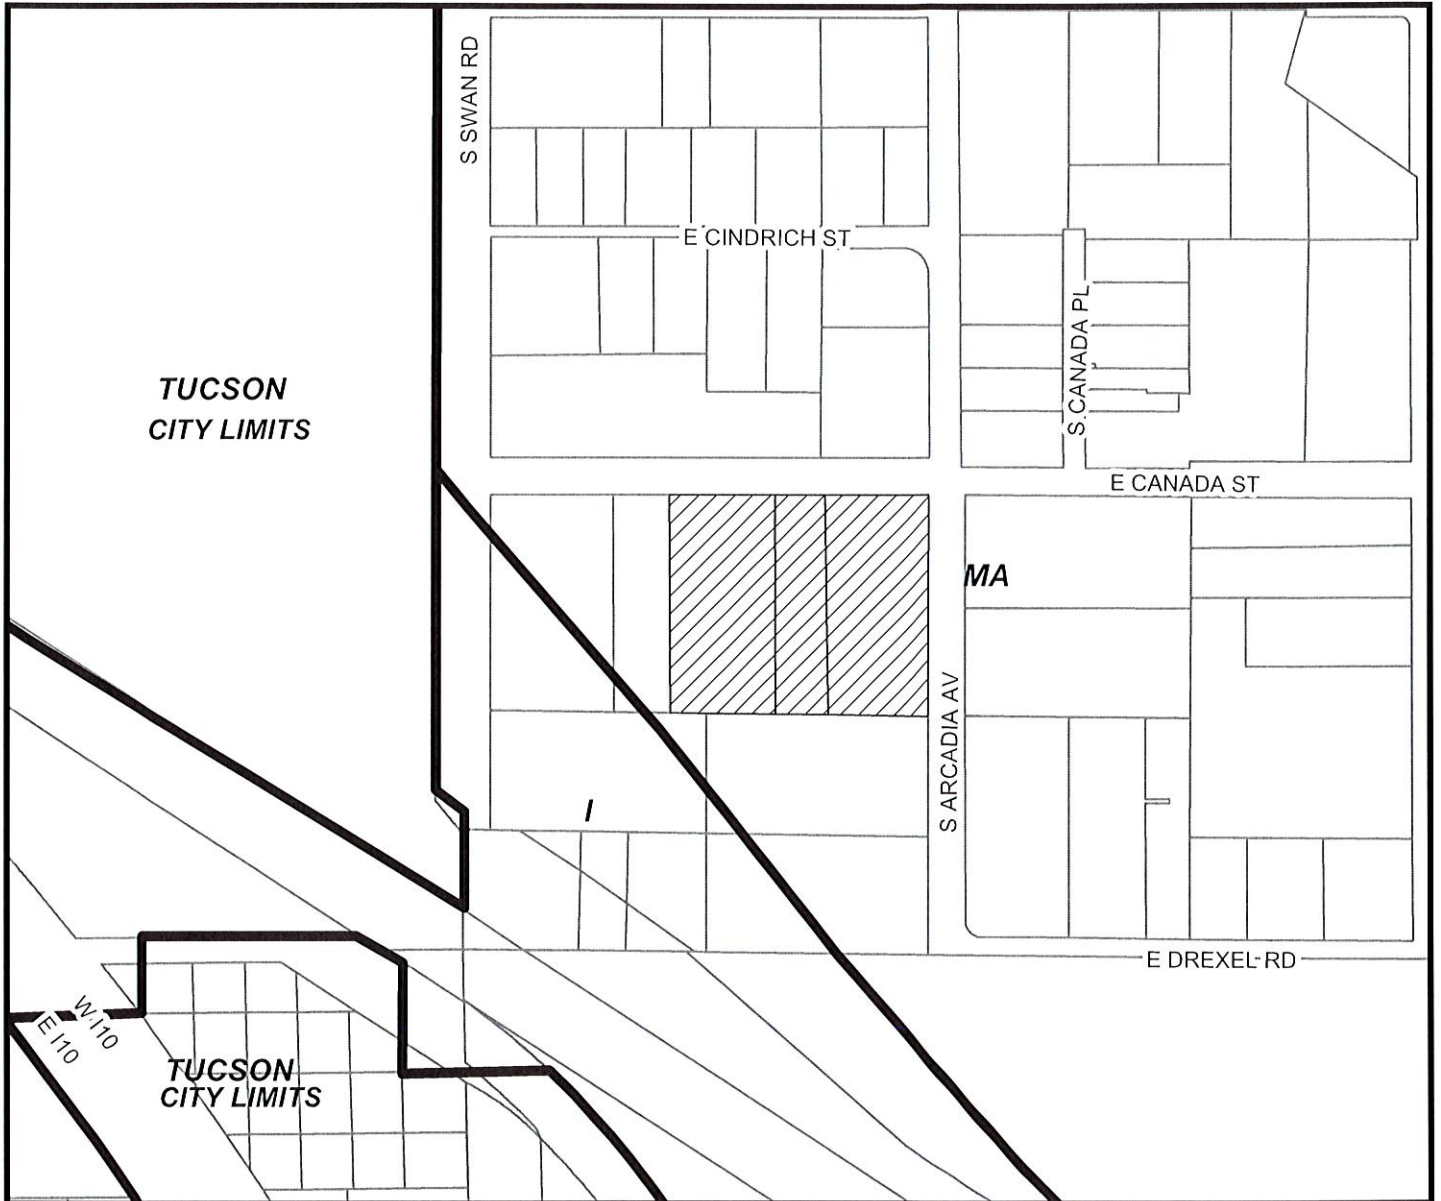 S SWAN RD
E CINDRICH ST
S. CANADA PL
TUCSON
CITY LIMITS
E CANADA ST
MA
S ARCADIA AV
I
E DREXEL RD
W I10
E I10
TUCSON
CITY LIMITS